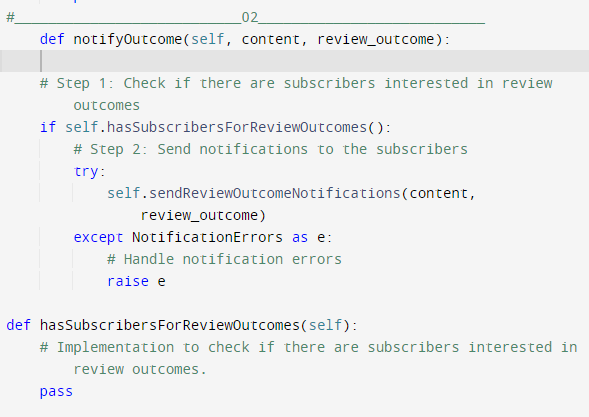 #___________________________02___________________________
    def notifyOutcome(self, content, review_outcome):

    # Step 1: Check if there are subscribers interested in review
        outcomes
    if self.hasSubscribersForReviewOutcomes():
        # Step 2: Send notifications to the subscribers
        try:
            self.sendReviewOutcomeNotifications(content,
                review_outcome)
        except NotificationErrors as e:
            # Handle notification errors
            raise e

def hasSubscribersForReviewOutcomes(self):
    # Implementation to check if there are subscribers interested in
        review outcomes.
    pass